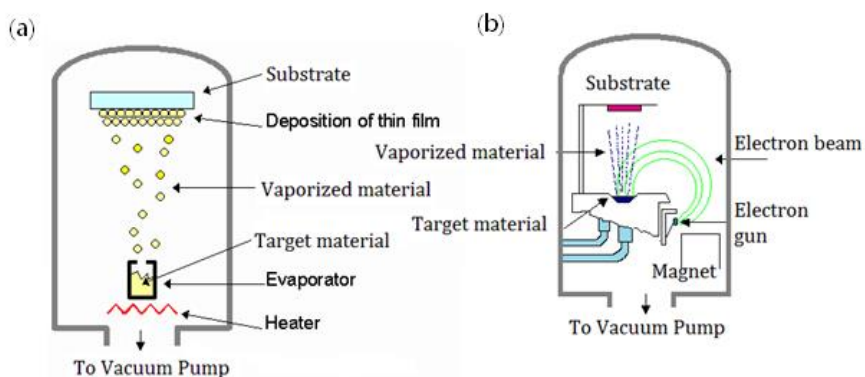 (a)
Substrate
Deposition of thin film
Vaporized material
Target material
Evaporator
Heater
To Vacuum Pump
(b)
Substrate
Vaporized material
Electron beam
Target material
Electron
gun
Magnet
To Vacuum Pump